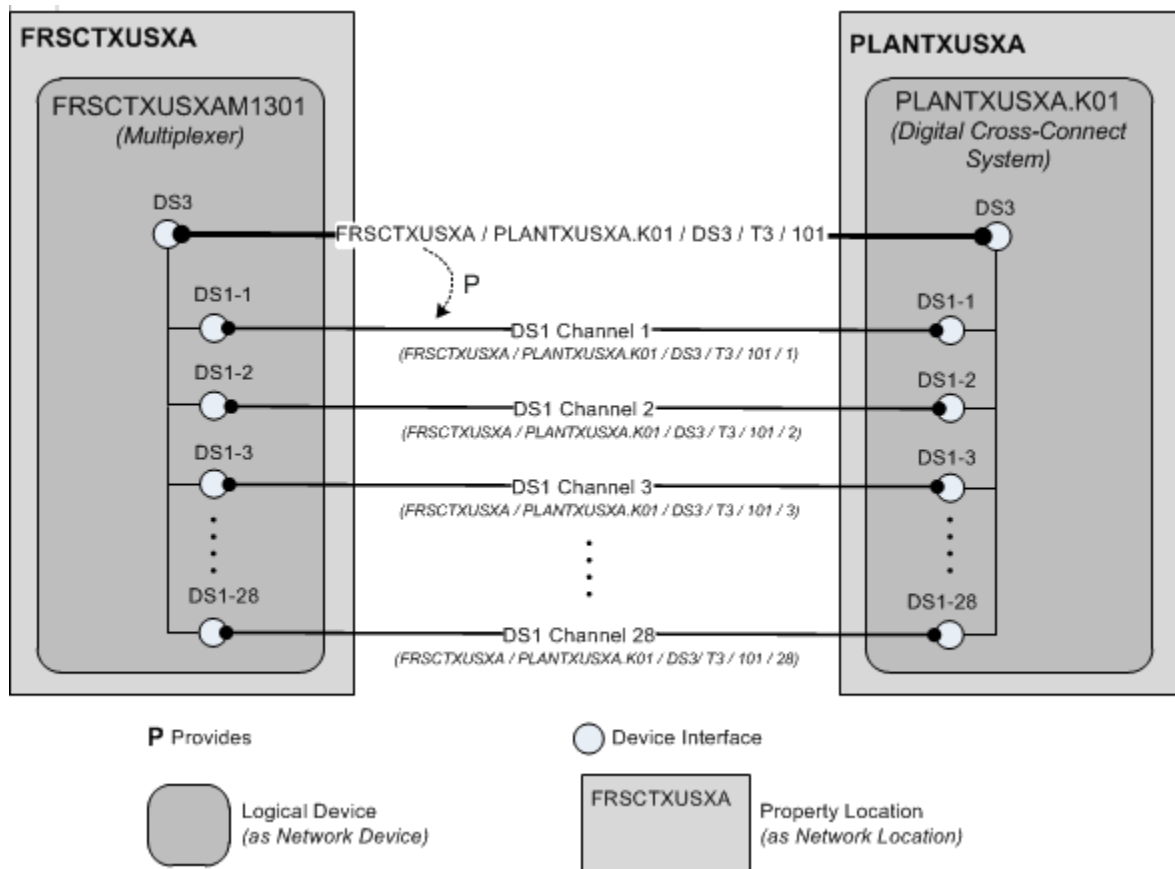 FRSCTXUSXA
PLANTXUSXA
FRSCTXUSXAM1301
(Multiplexer)
PLANTXUSXA.K01
(Digital Cross-Connect
System)
DS3
FRSCTXUSXA / PLANTXUSXA.K01 / DS3 / T3 / 101
DS3
P
DS1-1
DS1 Channel 1
(FRSCTXUSXA / PLANTXUSXA.K01 / DS3 / T3 / 101 / 1)
DS1-1
DS1-2
DS1 Channel 2
(FRSCTXUSXA / PLANTXUSXA.K01 / DS3 / T3 / 101 / 2)
DS1-2
DS1-3
DS1 Channel 3
(FRSCTXUSXA / PLANTXUSXA.K01 / DS3 / T3 / 101 / 3)
DS1-3
DS1-28
DS1 Channel 28
(FRSCTXUSXA / PLANTXUSXA.K01 / DS3/ T3 / 101 / 28)
DS1-28
P Provides
Device Interface
Logical Device
(as Network Device)
FRSCTXUSXA
Property Location
(as Network Location)